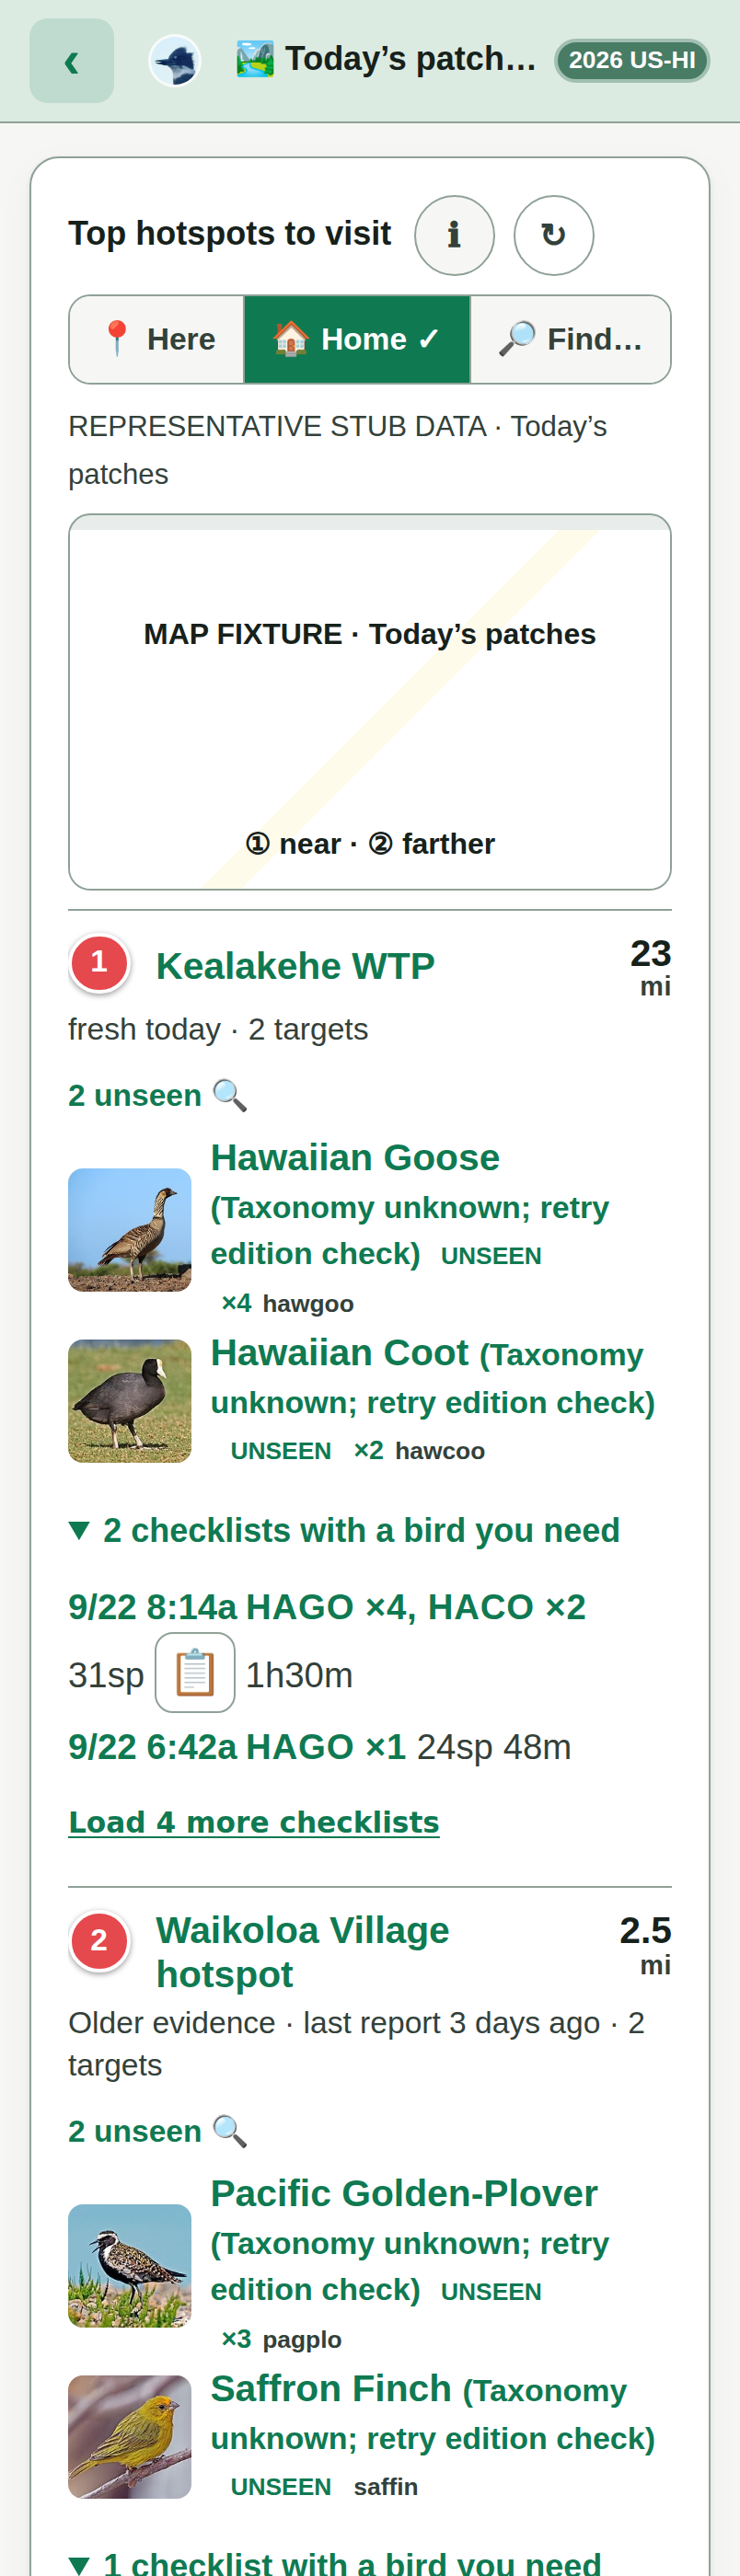 ‹ 🏞️ Today’s patch… 2026 US-HI
Top hotspots to visit ℹ ↻
📍 Here 🏠 Home ✓ 🔎 Find…
REPRESENTATIVE STUB DATA · Today’s
patches
MAP FIXTURE · Today’s patches
① near · ② farther
1 Kealakehe WTP 23
mi
fresh today · 2 targets
2 unseen 🔍
Hawaiian Goose
(Taxonomy unknown; retry
edition check) UNSEEN
×4 hawgoo
Hawaiian Coot (Taxonomy
unknown; retry edition check)
UNSEEN ×2 hawcoo
▼ 2 checklists with a bird you need
9/22 8:14a HAGO ×4, HACO ×2
31sp 📋 1h30m
9/22 6:42a HAGO ×1 24sp 48m
Load 4 more checklists
2 Waikoloa Village 2.5
hotspot mi
Older evidence · last report 3 days ago · 2
targets
2 unseen 🔍
Pacific Golden-Plover
(Taxonomy unknown; retry
edition check) UNSEEN
×3 pagplo
Saffron Finch (Taxonomy
unknown; retry edition check)
UNSEEN saffin
▼ 1 checklist with a bird you need